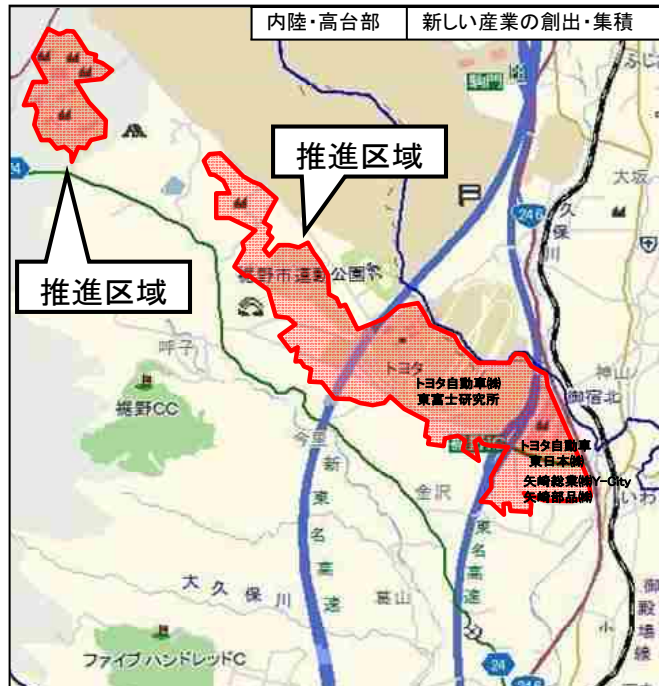 内陸・高台部
新しい産業の創出・集積
駒門
24
推進区域
246
大坂
久保川
推進区域
裾野市運動公園
呼子
トヨタ
トヨタ自動車㈱
東富士研究所
神山
御宿北
裾野CC
今里
トヨタ自動車
東日本㈱
矢崎総業㈱Y-City
矢崎部品㈱
いわ
金沢
新東名高速
東名高速
大久保川
葛山
御殿場線
小
ファイブハンドレッドC
24
246